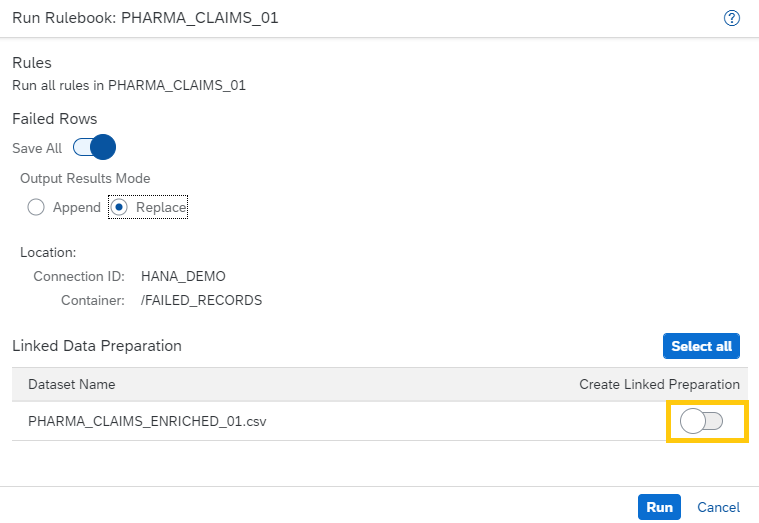 Run Rulebook: PHARMA_CLAIMS_01
?
Rules
Run all rules in PHARMA_CLAIMS_01
Failed Rows
Save All
Output Results Mode
Append Replace
Location:
Connection ID: HANA_DEMO
Container: /FAILED_RECORDS
Linked Data Preparation Select all
Dataset Name Create Linked Preparation
PHARMA_CLAIMS_ENRICHED_01.csv
Run Cancel